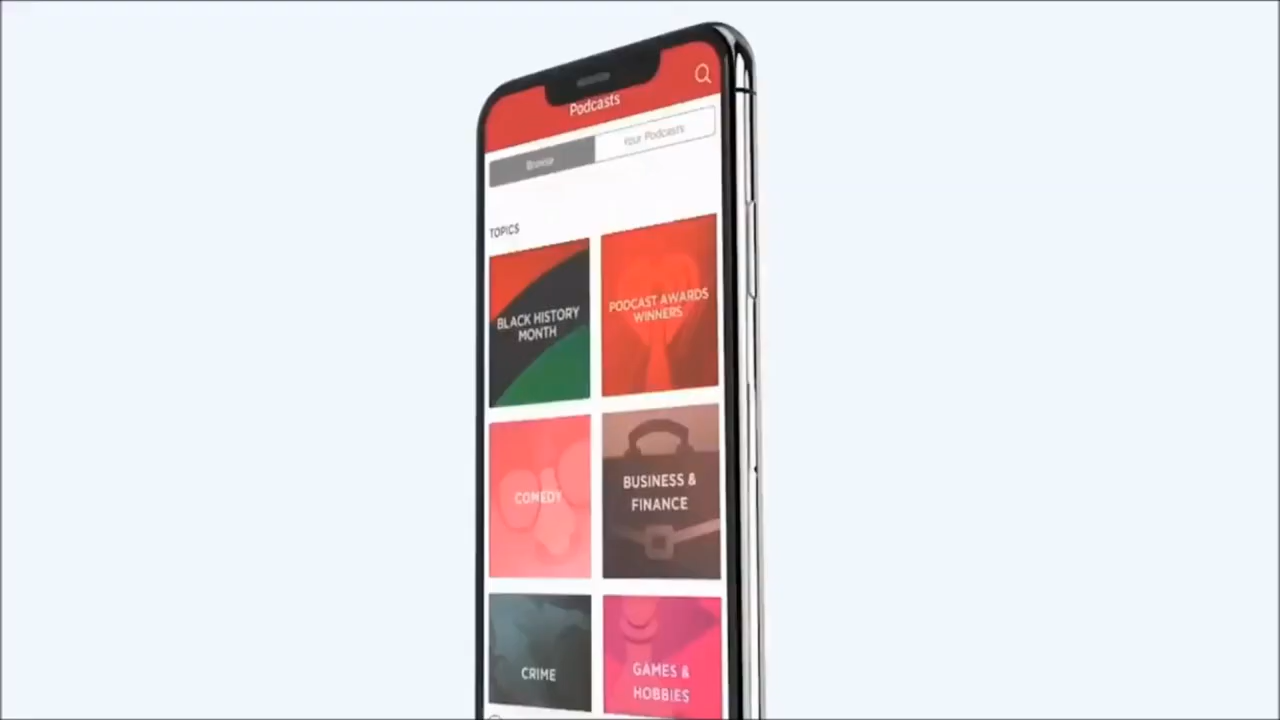 Podcasts
Browse
Your Podcasts
TOPICS
BLACK HISTORY
MONTH
PODCAST AWARDS
WINNERS
COMEDY
BUSINESS &
FINANCE
CRIME
GAMES &
HOBBIES